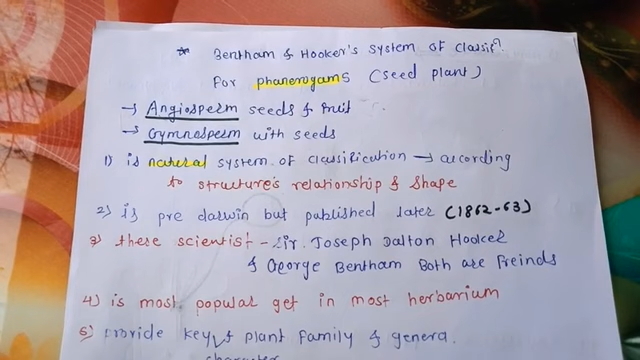 * Bentham & Hooker's System of Classifn
For phanerogams (seed plant)
→ Angiosperm seeds & fruit
→ Gymnosperm with seeds
1) is natural system of classification → according
to structure's relationship & shape
2) is pre darwin but published later (1862-63)
3) these scientist - Sir. Joseph Dalton Hooker
& George Bentham Both are Freinds
4) is most popular get in most herbarium
5) provide key of plant family & genera.
character